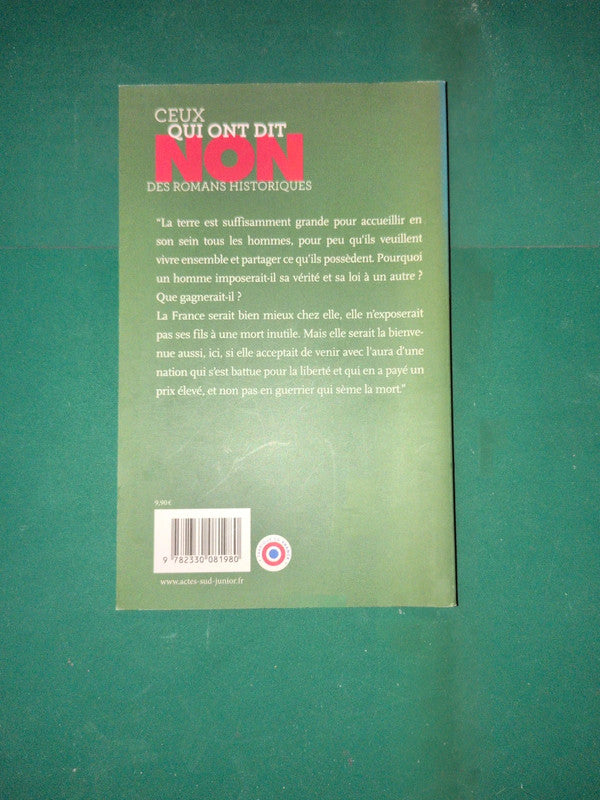 CEUX
QUI ONT DIT
NON
DES ROMANS HISTORIQUES
“La terre est suffisamment grande pour accueillir en
son sein tous les hommes, pour peu qu'ils veuillent
vivre ensemble et partager ce qu'ils possèdent. Pourquoi
un homme imposerait-il sa vérité et sa loi à un autre ?
Que gagnerait-il ?
La France serait bien mieux chez elle, elle n'exposerait
pas ses fils à une mort inutile. Mais elle serait la bienve-
nue aussi, ici, si elle acceptait de venir avec l'aura d'une
nation qui s'est battue pour la liberté et qui en a payé un
prix élevé, et non pas en guerrier qui sème la mort.”
9,90€
9 782330 081980
www.actes-sud-junior.fr